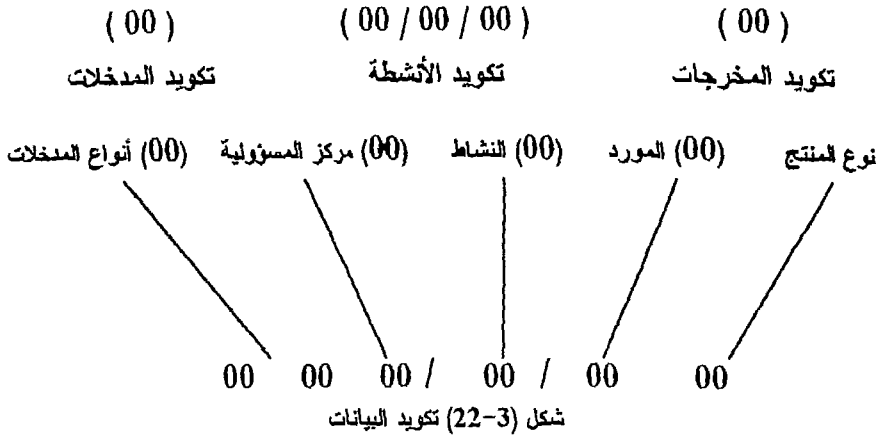 ( 00 ) ( 00 / 00 / 00 ) ( 00 )
تكويد المخرجات تكويد الأنشطة تكويد المدخلات
نوع المنتج (00) المورد (00) النشاط (00) مركز المسؤولية (00) أنواع المدخلات
00 00 00 / 00 / 00 00
شكل (3-22) تكويد البيانات